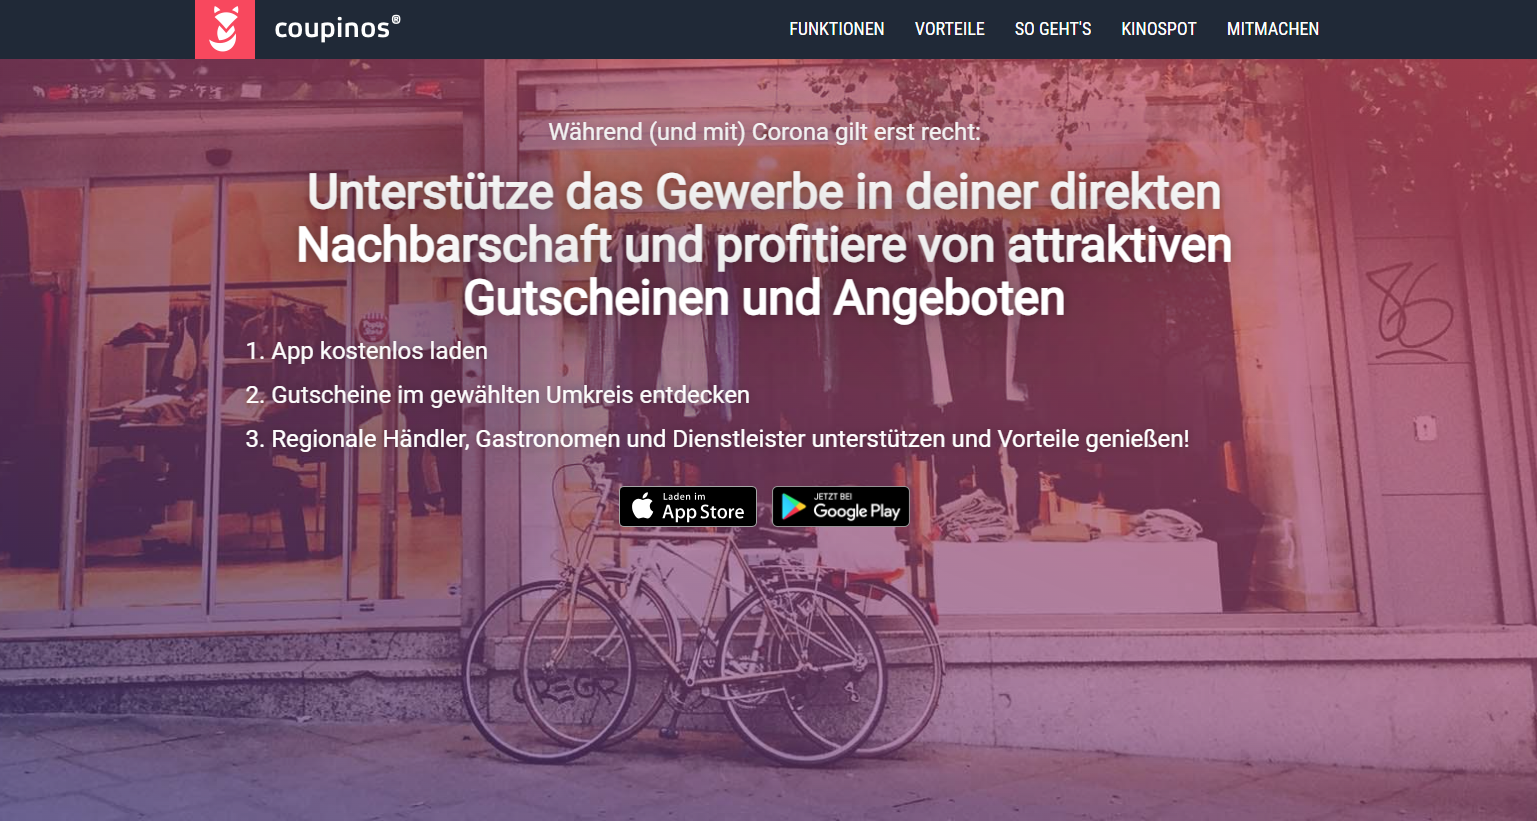 coupinos®
FUNKTIONEN VORTEILE SO GEHT'S KINOSPOT MITMACHEN
Während (und mit) Corona gilt erst recht:
Unterstütze das Gewerbe in deiner direkten
Nachbarschaft und profitiere von attraktiven
Gutscheinen und Angeboten
1. App kostenlos laden
2. Gutscheine im gewählten Umkreis entdecken
3. Regionale Händler, Gastronomen und Dienstleister unterstützen und Vorteile genießen!
Laden im
App Store
JETZT BEI
Google Play